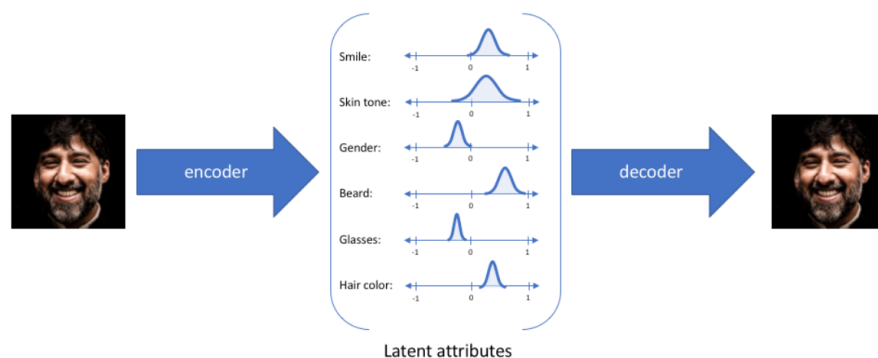 Smile:
-1 0 1
Skin tone:
-1 0 1
Gender:
-1 0 1
Beard:
-1 0 1
Glasses:
-1 0 1
Hair color:
-1 0 1
encoder
decoder
Latent attributes